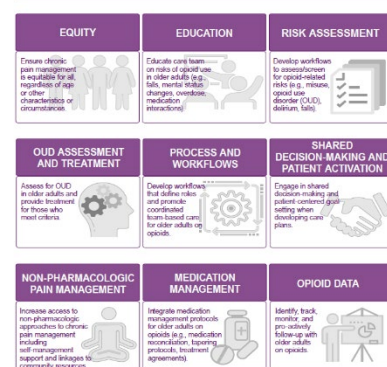 EQUITY
Ensure chronic
pain management
is equitable for all,
regardless of age
or other
characteristics or
circumstances.
EDUCATION
Educate care team
on risks of opioid use
in older adults (e.g.,
falls, mental status
changes, overdose,
medication
interactions)
RISK ASSESSMENT
Develop workflows
to assess/screen
for opioid-related
risks (e.g., misuse,
opioid use
disorder (OUD),
delirium, falls).
OUD ASSESSMENT
AND TREATMENT
Assess for OUD
in older adults and
provide treatment
for those who
meet criteria.
PROCESS AND
WORKFLOWS
Develop workflows
that define roles
and promote
coordinated
team-based care
for older adults on
opioids.
SHARED
DECISION-MAKING AND
PATIENT ACTIVATION
Engage in shared
decision-making and
patient-centered goal
setting when
developing care
plans.
NON-PHARMACOLOGIC
PAIN MANAGEMENT
Increase access to
non-pharmacologic
approaches to chronic
pain management
including
self-management
support and linkages to
community resources.
MEDICATION
MANAGEMENT
Integrate medication
management protocols
for older adults on
opioids (e.g., medication
reconciliation, tapering
protocols, treatment
agreements).
OPIOID DATA
Identify, track,
monitor, and
pro-actively
follow-up with
older adults
on opioids.